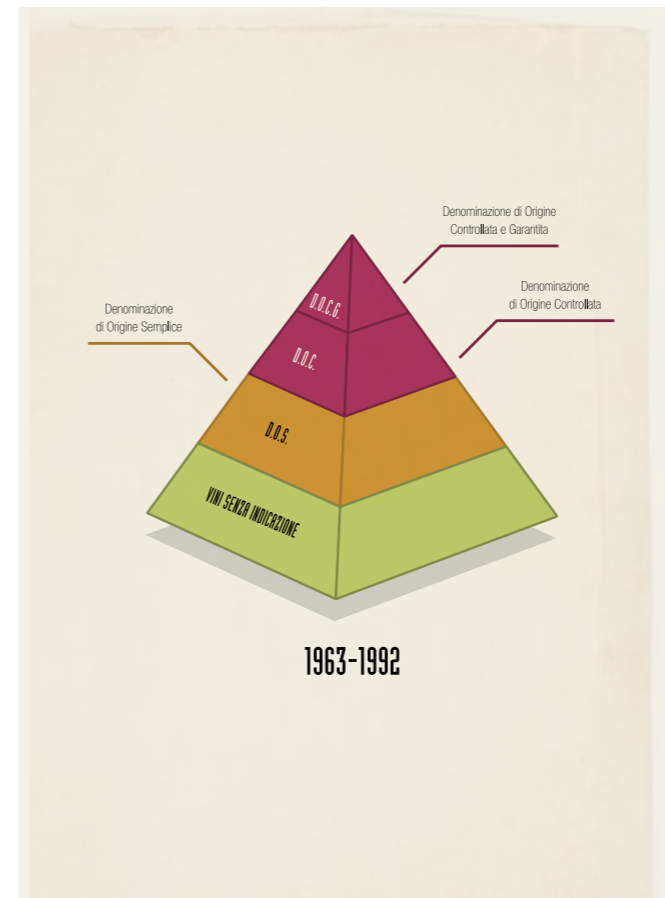 Denominazione di Origine
Controllata e Garantita
Denominazione
di Origine Controllata
Denominazione
di Origine Semplice
D.O.C.G.
D.O.C.
D.O.S.
VINI SENZA INDICAZIONE
1963-1992